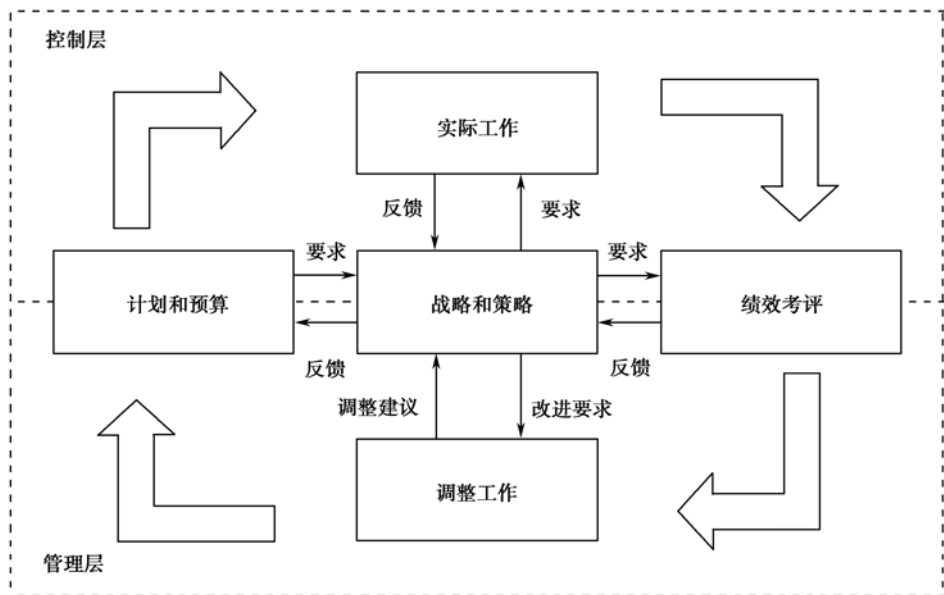 控制层
实际工作
反馈
要求
要求
要求
计划和预算
战略和策略
绩效考评
反馈
反馈
调整建议
改进要求
调整工作
管理层